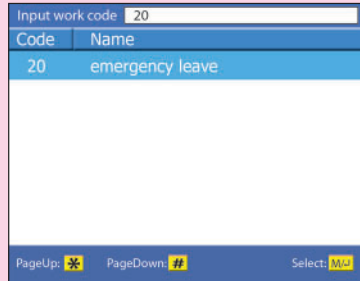 Input work code 20
Code Name
20 emergency leave
PageUp: * PageDown: # Select: M/↵